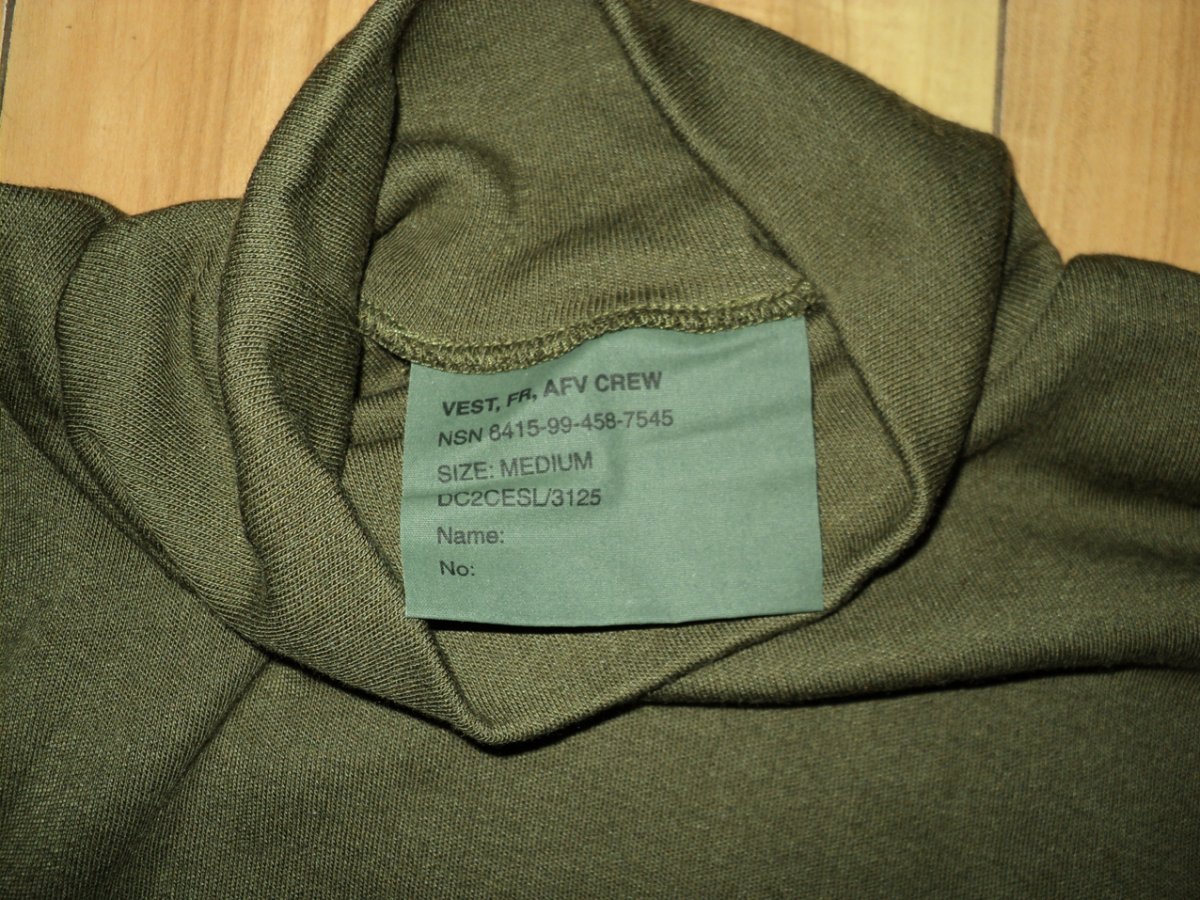 VEST, FR, AFV CREW
NSN 8415-99-458-7545
SIZE: MEDIUM
DC2CESL/3125
Name:
No: